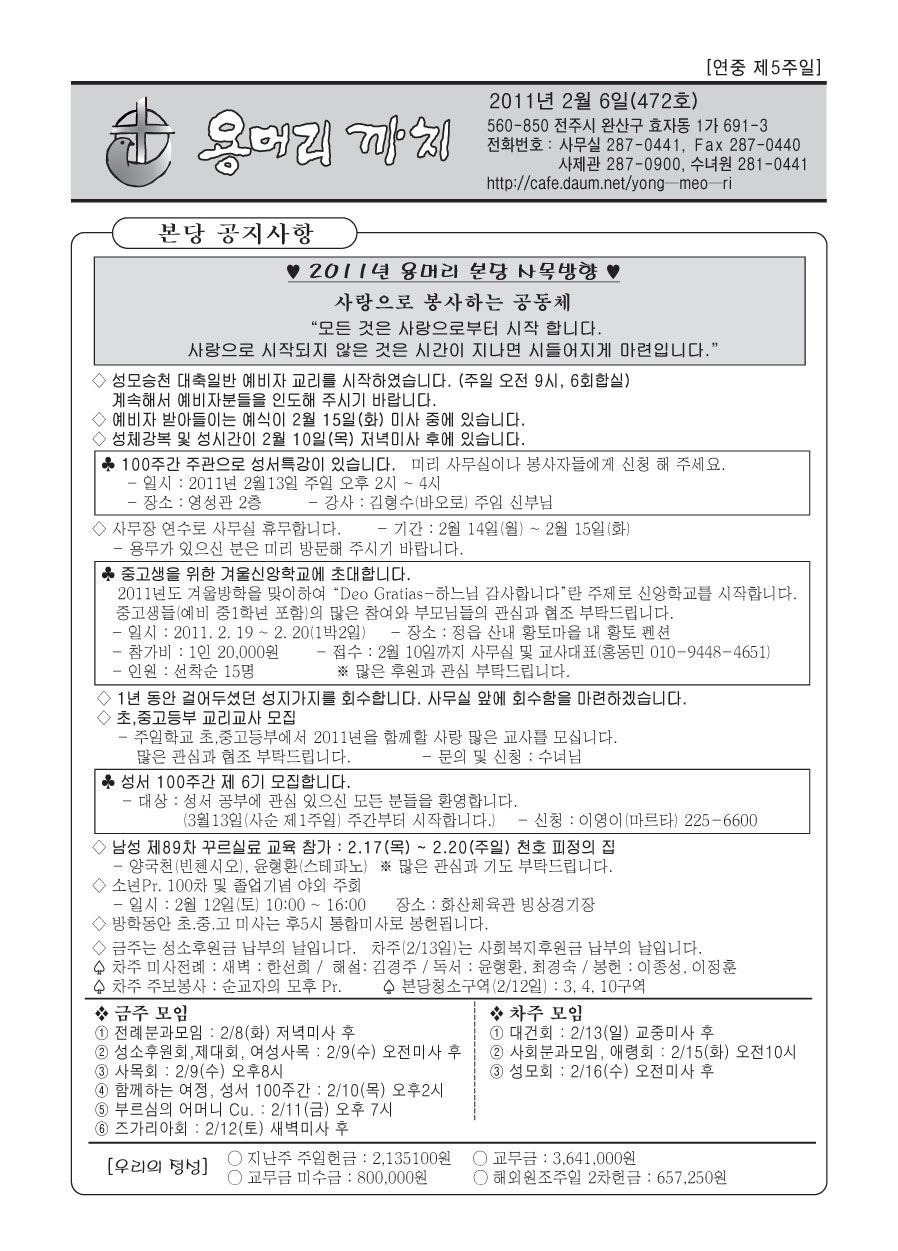 [연중 제5주일]
용머리 까치
2011년 2월 6일(472호)
560-850 전주시 완산구 효자동 1가 691-3
전화번호 : 사무실 287-0441, Fax 287-0440
사제관 287-0900, 수녀원 281-0441
http://cafe.daum.net/yong-meo-ri
본당 공지사항
♥ 2011년 용머리 본당 사목방향 ♥
사랑으로 봉사하는 공동체
“모든 것은 사랑으로부터 시작 합니다.
사랑으로 시작되지 않은 것은 시간이 지나면 시들어지게 마련입니다.”
◇ 성모승천 대축일반 예비자 교리를 시작하였습니다. (주일 오전 9시, 6회합실)
계속해서 예비자분들을 인도해 주시기 바랍니다.
◇ 예비자 받아들이는 예식이 2월 15일(화) 미사 중에 있습니다.
◇ 성체강복 및 성시간이 2월 10일(목) 저녁미사 후에 있습니다.
♣ 100주간 주관으로 성서특강이 있습니다. 미리 사무실이나 봉사자들에게 신청 해 주세요.
- 일시 : 2011년 2월13일 주일 오후 2시 ~ 4시
- 장소 : 영성관 2층 - 강사 : 김형수(바오로) 주임 신부님
◇ 사무장 연수로 사무실 휴무합니다. - 기간 : 2월 14일(월) ~ 2월 15일(화)
- 용무가 있으신 분은 미리 방문해 주시기 바랍니다.
♣ 중고생을 위한 겨울신앙학교에 초대합니다.
2011년도 겨울방학을 맞이하여 “Deo Gratias-하느님 감사합니다”란 주제로 신앙학교를 시작합니다.
중고생들(예비 중1학년 포함)의 많은 참여와 부모님들의 관심과 협조 부탁드립니다.
- 일시 : 2011. 2. 19 ~ 2. 20(1박2일) - 장소 : 정읍 산내 황토마을 내 황토 펜션
- 참가비 : 1인 20,000원 - 접수 : 2월 10일까지 사무실 및 교사대표(홍동민 010-9448-4651)
- 인원 : 선착순 15명 ※ 많은 후원과 관심 부탁드립니다.
◇ 1년 동안 걸어두셨던 성지가지를 회수합니다. 사무실 앞에 회수함을 마련하겠습니다.
◇ 초,중고등부 교리교사 모집
- 주일학교 초,중고등부에서 2011년을 함께할 사랑 많은 교사를 모십니다.
많은 관심과 협조 부탁드립니다. - 문의 및 신청 : 수녀님
♣ 성서 100주간 제 6기 모집합니다.
- 대상 : 성서 공부에 관심 있으신 모든 분들을 환영합니다.
(3월13일(사순 제1주일) 주간부터 시작합니다.) - 신청 : 이영이(마르타) 225-6600
◇ 남성 제89차 꾸르실료 교육 참가 : 2.17(목) ~ 2.20(주일) 천호 피정의 집
- 양국천(빈첸시오), 윤형환(스테파노) ※ 많은 관심과 기도 부탁드립니다.
◇ 소년Pr. 100차 및 졸업기념 야외 주회
- 일시 : 2월 12일(토) 10:00 ~ 16:00 장소 : 화산체육관 빙상경기장
◇ 방학동안 초.중.고 미사는 후5시 통합미사로 봉헌됩니다.
◇ 금주는 성소후원금 납부의 날입니다. 차주(2/13일)는 사회복지후원금 납부의 날입니다.
♤ 차주 미사전례 : 새벽 : 한선희 / 해설: 김경주 / 독서 : 윤형환, 최경숙 / 봉헌 : 이종성, 이정훈
♤ 차주 주보봉사 : 순교자의 모후 Pr. ♤ 본당청소구역(2/12일) : 3, 4, 10구역
❖ 금주 모임
① 전례분과모임 : 2/8(화) 저녁미사 후
② 성소후원회,제대회, 여성사목 : 2/9(수) 오전미사 후
③ 사목회 : 2/9(수) 오후8시
④ 함께하는 여정, 성서 100주간 : 2/10(목) 오후2시
⑤ 부르심의 어머니 Cu. : 2/11(금) 오후 7시
⑥ 즈가리아회 : 2/12(토) 새벽미사 후
❖ 차주 모임
① 대건회 : 2/13(일) 교중미사 후
② 사회분과모임, 애령회 : 2/15(화) 오전10시
③ 성모회 : 2/16(수) 오전미사 후
[우리의 정성]
○ 지난주 주일헌금 : 2,135100원 ○ 교무금 : 3,641,000원
○ 교무금 미수금 : 800,000원 ○ 해외원조주일 2차헌금 : 657,250원